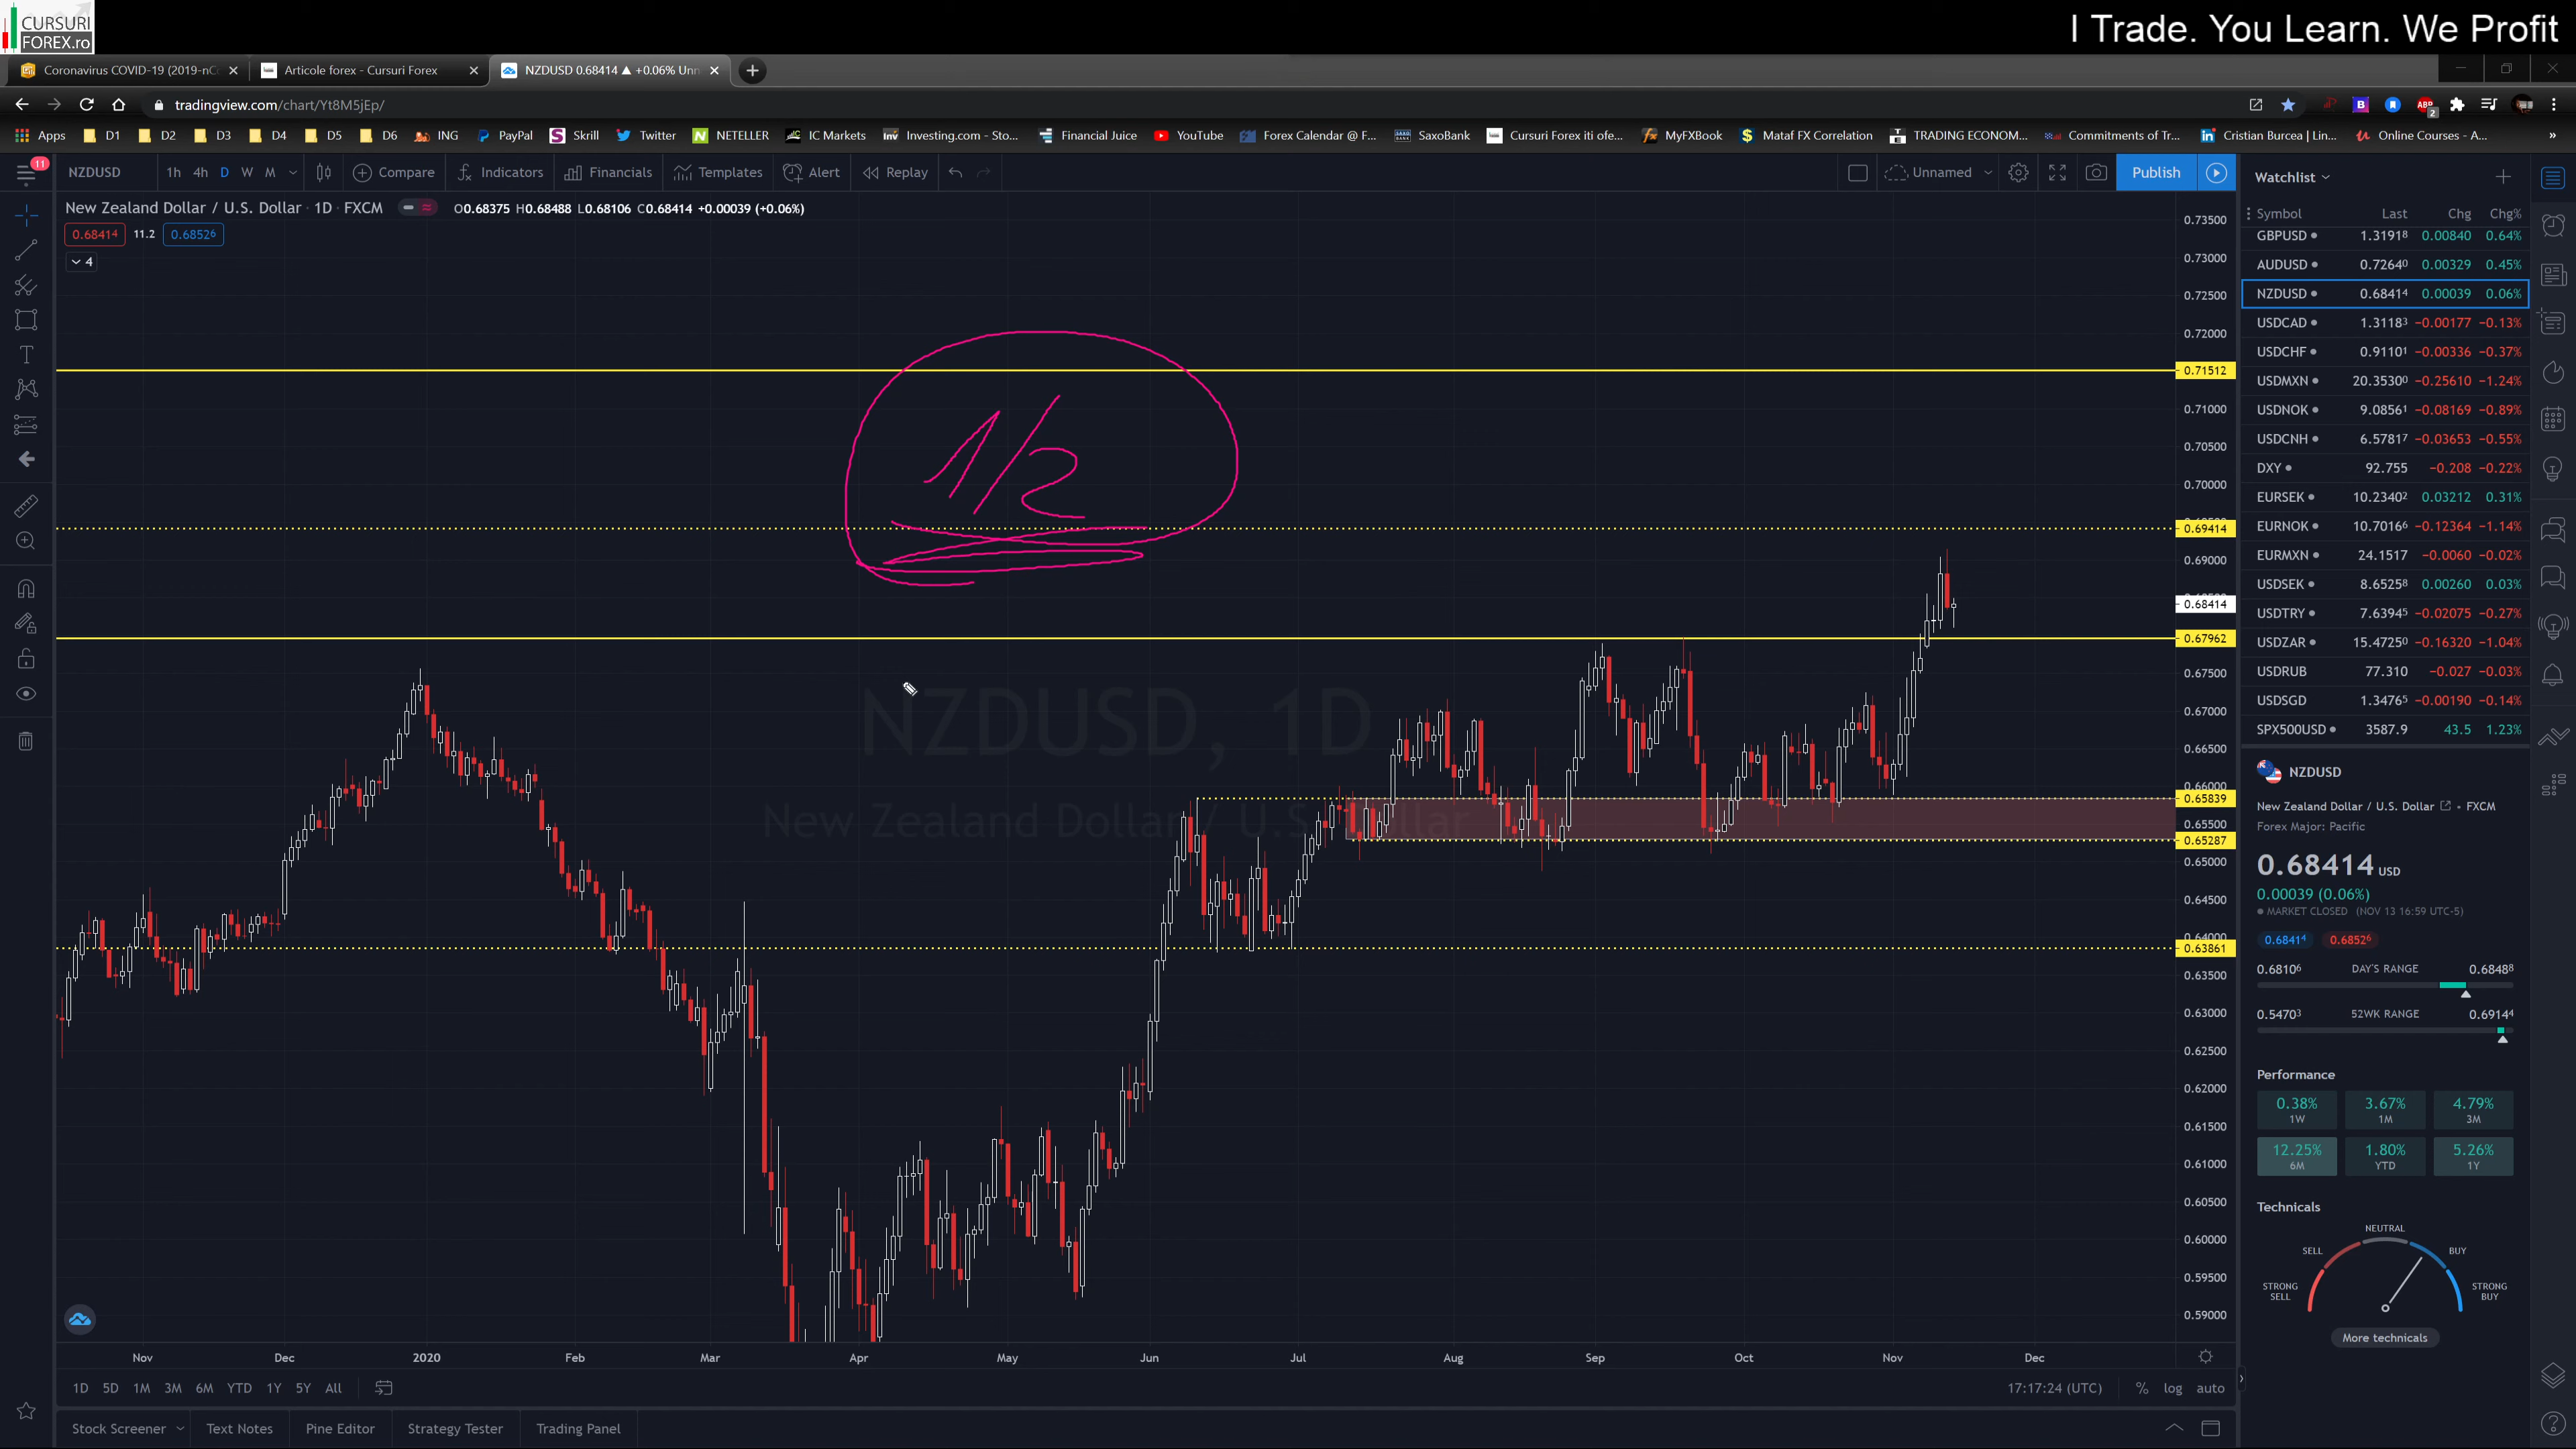 CURSURI
FOREX.ro
I Trade. You Learn. We Profit
Coronavirus COVID-19 (2019-nC
Articole forex - Cursuri Forex
NZDUSD 0.68414 ▲ +0.06% Unn
tradingview.com/chart/Yt8M5jEp/
Apps D1 D2 D3 D4 D5 D6 ING PayPal Skrill Twitter NETELLER IC Markets Investing.com - Sto... Financial Juice YouTube Forex Calendar @ F... SaxoBank Cursuri Forex iti ofe... MyFXBook Mataf FX Correlation TRADING ECONOM... Commitments of Tr... Cristian Burcea | Lin... Online Courses - A... »
11
NZDUSD 1h 4h D W M Compare Indicators Financials Templates Alert Replay Unnamed Publish
New Zealand Dollar / U.S. Dollar · 1D · FXCM O0.68375 H0.68488 L0.68106 C0.68414 +0.00039 (+0.06%)
0.68414 11.2 0.68526
4
1/2
NZDUSD, 1D
New Zealand Dollar / U.S. Dollar
0.73500
0.73000
0.72500
0.72000
0.71512
0.71000
0.70500
0.70000
0.69414
0.69000
0.68414
0.67962
0.67500
0.67000
0.66500
0.66000
0.65839
0.65500
0.65287
0.65000
0.64500
0.64000
0.63861
0.63500
0.63000
0.62500
0.62000
0.61500
0.61000
0.60500
0.60000
0.59500
0.59000
Nov Dec 2020 Feb Mar Apr May Jun Jul Aug Sep Oct Nov Dec
1D 5D 1M 3M 6M YTD 1Y 5Y All
17:17:24 (UTC) % log auto
Stock Screener Text Notes Pine Editor Strategy Tester Trading Panel
Watchlist
Symbol Last Chg Chg%
GBPUSD 1.31918 0.00840 0.64%
AUDUSD 0.72640 0.00329 0.45%
NZDUSD 0.68414 0.00039 0.06%
USDCAD 1.31183 −0.00177 −0.13%
USDCHF 0.91101 −0.00336 −0.37%
USDMXN 20.35300 −0.25610 −1.24%
USDNOK 9.08561 −0.08169 −0.89%
USDCNH 6.57817 −0.03653 −0.55%
DXY 92.755 −0.208 −0.22%
EURSEK 10.23402 0.03212 0.31%
EURNOK 10.70166 −0.12364 −1.14%
EURMXN 24.1517 −0.0060 −0.02%
USDSEK 8.65258 0.00260 0.03%
USDTRY 7.63945 −0.02075 −0.27%
USDZAR 15.47250 −0.16320 −1.04%
USDRUB 77.310 −0.027 −0.03%
USDSGD 1.34765 −0.00190 −0.14%
SPX500USD 3587.9 43.5 1.23%
NZDUSD
New Zealand Dollar / U.S. Dollar • FXCM
Forex Major: Pacific
0.68414 USD
0.00039 (0.06%)
MARKET CLOSED (NOV 13 16:59 UTC-5)
0.68414 0.68526
0.68106 DAY'S RANGE 0.68488
0.54703 52WK RANGE 0.69144
Performance
0.38% 3.67% 4.79%
1W 1M 3M
12.25% 1.80% 5.26%
6M YTD 1Y
Technicals
NEUTRAL
SELL BUY
STRONG SELL STRONG BUY
More technicals